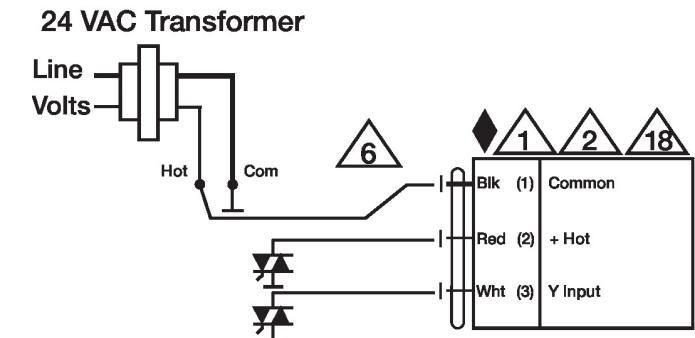 24 VAC Transformer
Line
Volts
Hot
Com
6
1
2
18
Blk (1) Common
Red (2) + Hot
Wht (3) Y Input